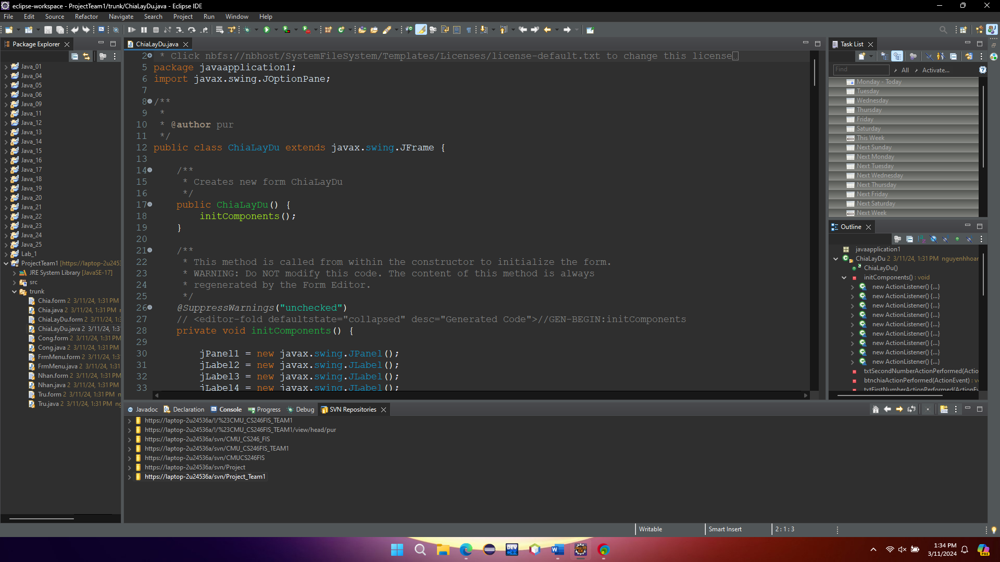 eclipse-workspace - ProjectTeam1/trunk/ChiaLayDu.java - Eclipse IDE
File Edit Source Refactor Navigate Search Project Run Window Help
Package Explorer
Java_01
Java_04
Java_05
Java_06
Java_09
Java_11
Java_12
Java_13
Java_14
Java_15
Java_16
Java_17
Java_18
Java_19
Java_20
Java_21
Java_22
Java_23
Java_24
Java_25
Lab_1
ProjectTeam1 [https://laptop-2u2453
JRE System Library [JavaSE-17]
src
trunk
Chia.form 2 3/11/24, 1:31 PM
Chia.java 2 3/11/24, 1:31 PM
ChiaLayDu.form 2 3/11/24, 1:3
ChiaLayDu.java 2 3/11/24, 1:3
Cong.form 2 3/11/24, 1:31 PM
Cong.java 2 3/11/24, 1:31 PM
FrmMenu.form 2 3/11/24, 1:3
FrmMenu.java 2 3/11/24, 1:31
Nhan.form 2 3/11/24, 1:31 PM
Nhan.java 2 3/11/24, 1:31 PM
Tru.form 2 3/11/24, 1:31 PM n
Tru.java 2 3/11/24, 1:31 PM ng
ChiaLayDu.java
2 * Click nbfs://nbhost/SystemFileSystem/Templates/Licenses/license-default.txt to change this license
5 package javaapplication1;
6 import javax.swing.JOptionPane;
7
8 /**
9 *
10 * @author pur
11 */
12 public class ChiaLayDu extends javax.swing.JFrame {
13
14 /**
15 * Creates new form ChiaLayDu
16 */
17 public ChiaLayDu() {
18 initComponents();
19 }
20
21 /**
22 * This method is called from within the constructor to initialize the form.
23 * WARNING: Do NOT modify this code. The content of this method is always
24 * regenerated by the Form Editor.
25 */
26 @SuppressWarnings("unchecked")
27 // <editor-fold defaultstate="collapsed" desc="Generated Code">//GEN-BEGIN:initComponents
28 private void initComponents() {
29
30 jPanel1 = new javax.swing.JPanel();
31 jLabel2 = new javax.swing.JLabel();
32 jLabel3 = new javax.swing.JLabel();
33 jLabel4 = new javax.swing.JLabel();
Task List
Find All Activate...
Monday - Today
Tuesday
Wednesday
Thursday
Friday
Saturday
This Week
Next Sunday
Next Monday
Next Tuesday
Next Wednesday
Next Thursday
Next Friday
Next Saturday
Next Week
Outline
javaapplication1
ChiaLayDu 2 3/11/24, 1:31 PM nguyenhhoar
ChiaLayDu()
initComponents() : void
new ActionListener() {...}
new ActionListener() {...}
new ActionListener() {...}
new ActionListener() {...}
new ActionListener() {...}
new ActionListener() {...}
new ActionListener() {...}
new ActionListener() {...}
new ActionListener() {...}
txtSecondNumberActionPerformed(Actio
btnchiaActionPerformed(ActionEvent) : v
txtFirstNumberActionPerformed(ActionE
Javadoc Declaration Console Progress Debug SVN Repositories
https://laptop-2u24536a/!/%23CMU_CS246FIS_TEAM1
https://laptop-2u24536a/!/%23CMU_CS246FIS_TEAM1/view/head/pur
https://laptop-2u24536a/svn/CMU_CS246_FIS
https://laptop-2u24536a/svn/CMU_CS246FIS_TEAM1
https://laptop-2u24536a/svn/CMUCS246FIS
https://laptop-2u24536a/svn/Project
https://laptop-2u24536a/svn/Project_Team1
Writable Smart Insert 2 : 1 : 3
1:34 PM
3/11/2024